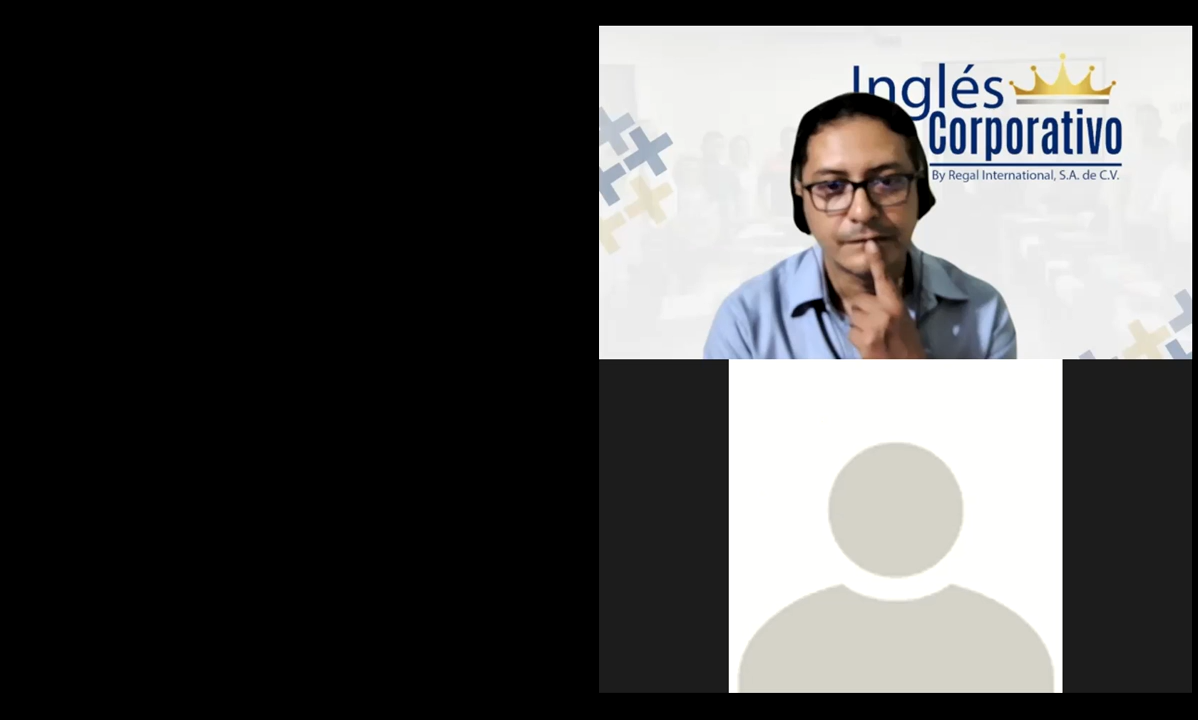 Inglés
Corporativo
By Regal International, S.A. de C.V.